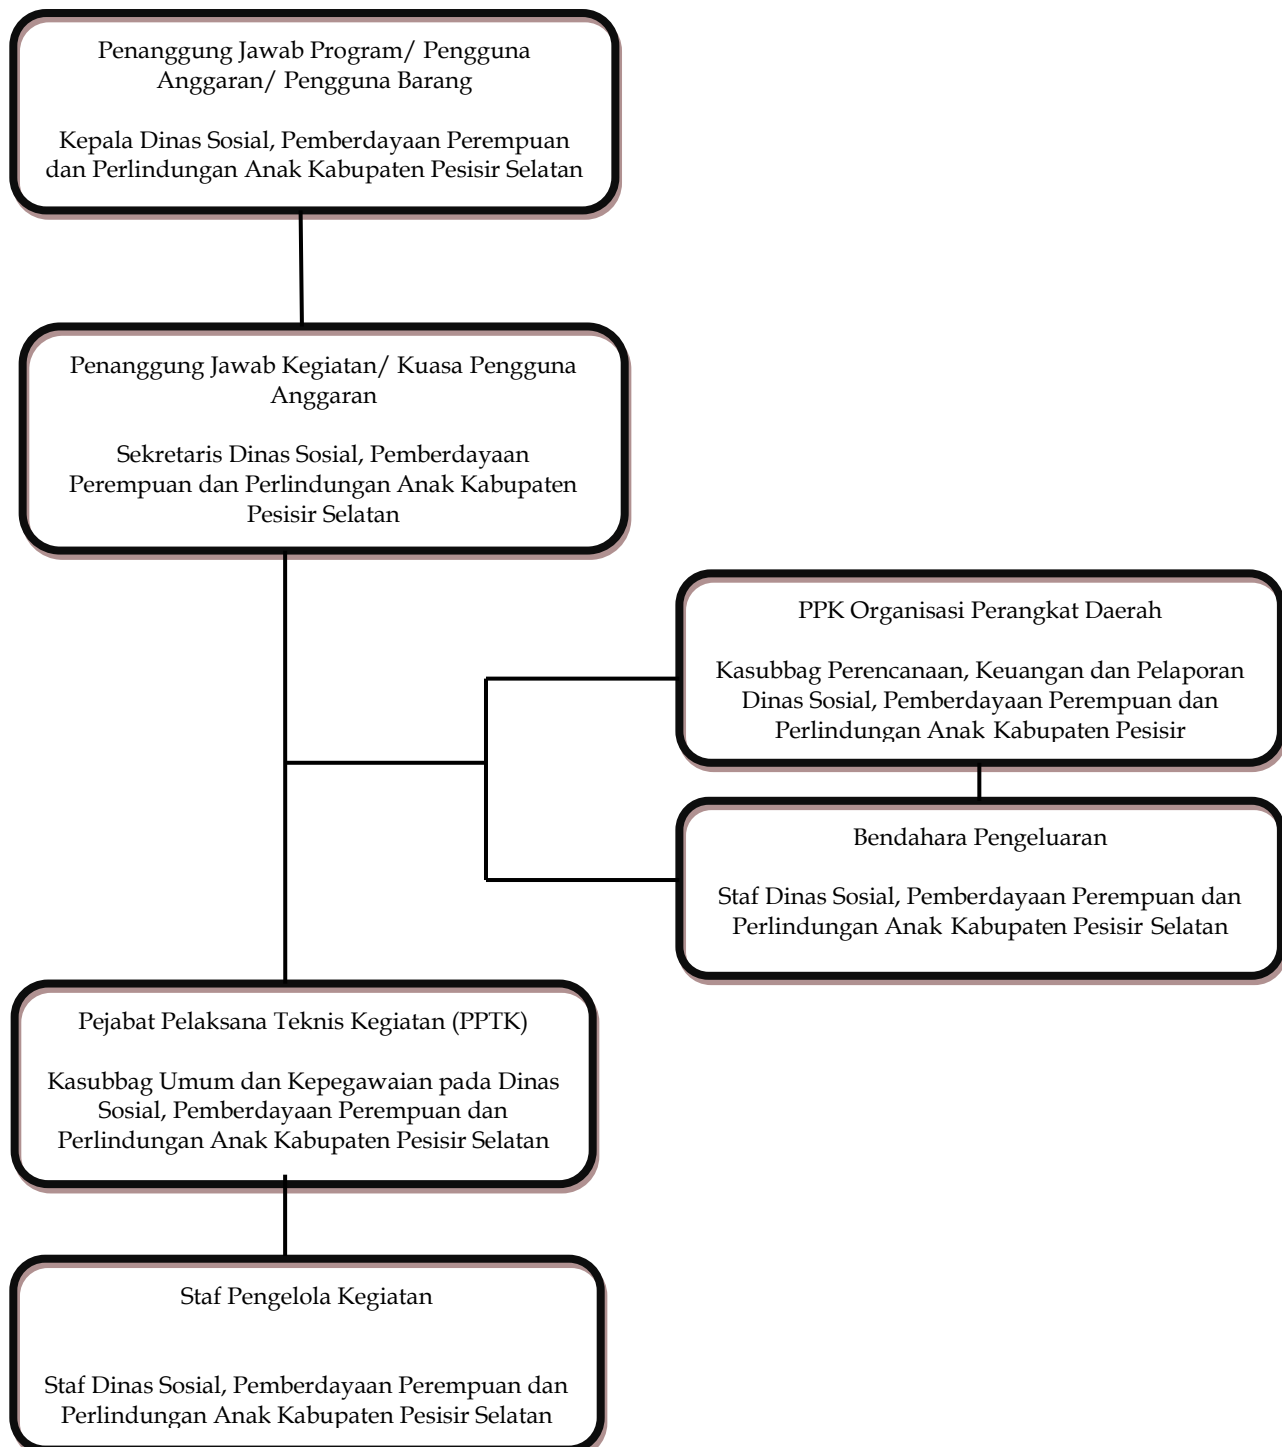 Penanggung Jawab Program/ Pengguna
Anggaran/ Pengguna Barang
Kepala Dinas Sosial, Pemberdayaan Perempuan
dan Perlindungan Anak Kabupaten Pesisir Selatan
Penanggung Jawab Kegiatan/ Kuasa Pengguna
Anggaran
Sekretaris Dinas Sosial, Pemberdayaan
Perempuan dan Perlindungan Anak Kabupaten
Pesisir Selatan
PPK Organisasi Perangkat Daerah
Kasubbag Perencanaan, Keuangan dan Pelaporan
Dinas Sosial, Pemberdayaan Perempuan dan
Perlindungan Anak Kabupaten Pesisir
Bendahara Pengeluaran
Staf Dinas Sosial, Pemberdayaan Perempuan dan
Perlindungan Anak Kabupaten Pesisir Selatan
Pejabat Pelaksana Teknis Kegiatan (PPTK)
Kasubbag Umum dan Kepegawaian pada Dinas
Sosial, Pemberdayaan Perempuan dan
Perlindungan Anak Kabupaten Pesisir Selatan
Staf Pengelola Kegiatan
Staf Dinas Sosial, Pemberdayaan Perempuan dan
Perlindungan Anak Kabupaten Pesisir Selatan